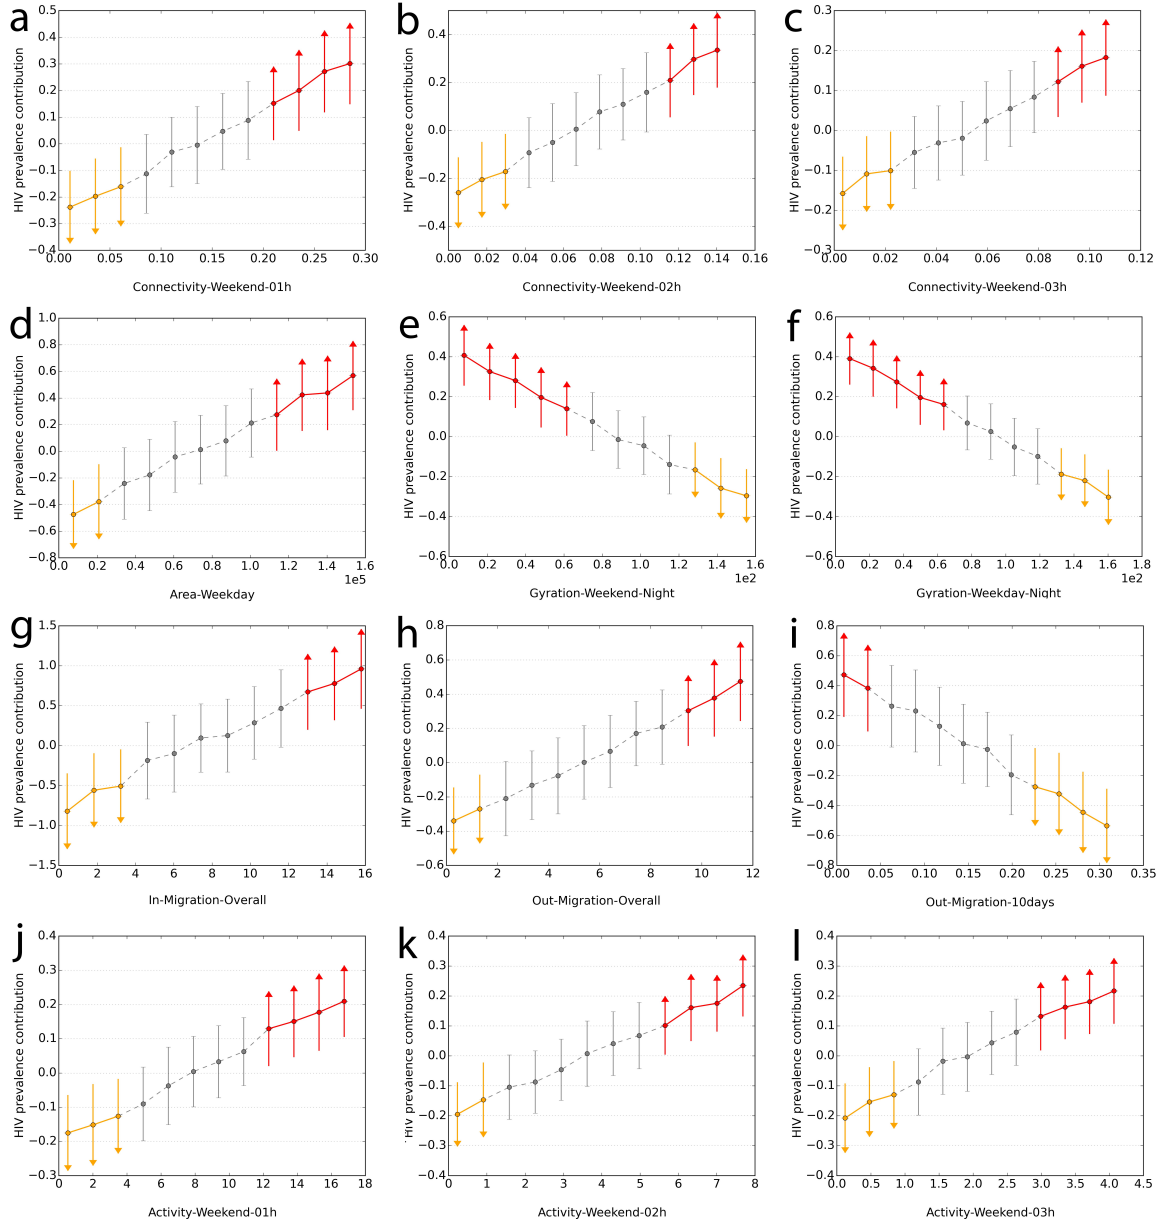 a
HIV prevalence contribution
0.5
0.4
0.3
0.2
0.1
0.0
−0.1
−0.2
−0.3
−0.4
0.00 0.05 0.10 0.15 0.20 0.25 0.30
Connectivity-Weekend-01h
b
HIV prevalence contribution
0.4
0.2
0.0
−0.2
−0.4
0.00 0.02 0.04 0.06 0.08 0.10 0.12 0.14 0.16
Connectivity-Weekend-02h
c
HIV prevalence contribution
0.3
0.2
0.1
0.0
−0.1
−0.2
−0.3
0.00 0.02 0.04 0.06 0.08 0.10 0.12
Connectivity-Weekend-03h
d
HIV prevalence contribution
1.0
0.8
0.6
0.4
0.2
0.0
−0.2
−0.4
−0.6
−0.8
0.0 0.2 0.4 0.6 0.8 1.0 1.2 1.4 1.6
1e5
Area-Weekday
e
HIV prevalence contribution
0.6
0.4
0.2
0.0
−0.2
−0.4
−0.6
0.0 0.2 0.4 0.6 0.8 1.0 1.2 1.4 1.6
1e2
Gyration-Weekend-Night
f
HIV prevalence contribution
0.6
0.4
0.2
0.0
−0.2
−0.4
−0.6
0.0 0.2 0.4 0.6 0.8 1.0 1.2 1.4 1.6 1.8
1e2
Gyration-Weekday-Night
g
HIV prevalence contribution
1.5
1.0
0.5
0.0
−0.5
−1.0
−1.5
0 2 4 6 8 10 12 14 16
In-Migration-Overall
h
HIV prevalence contribution
0.8
0.6
0.4
0.2
0.0
−0.2
−0.4
−0.6
0 2 4 6 8 10 12
Out-Migration-Overall
i
HIV prevalence contribution
0.8
0.6
0.4
0.2
0.0
−0.2
−0.4
−0.6
−0.8
0.00 0.05 0.10 0.15 0.20 0.25 0.30 0.35
Out-Migration-10days
j
HIV prevalence contribution
0.4
0.3
0.2
0.1
0.0
−0.1
−0.2
−0.3
0 2 4 6 8 10 12 14 16 18
Activity-Weekend-01h
k
HIV prevalence contribution
0.4
0.3
0.2
0.1
0.0
−0.1
−0.2
−0.3
−0.4
0 1 2 3 4 5 6 7 8
Activity-Weekend-02h
l
HIV prevalence contribution
0.4
0.3
0.2
0.1
0.0
−0.1
−0.2
−0.3
−0.4
0.0 0.5 1.0 1.5 2.0 2.5 3.0 3.5 4.0 4.5
Activity-Weekend-03h